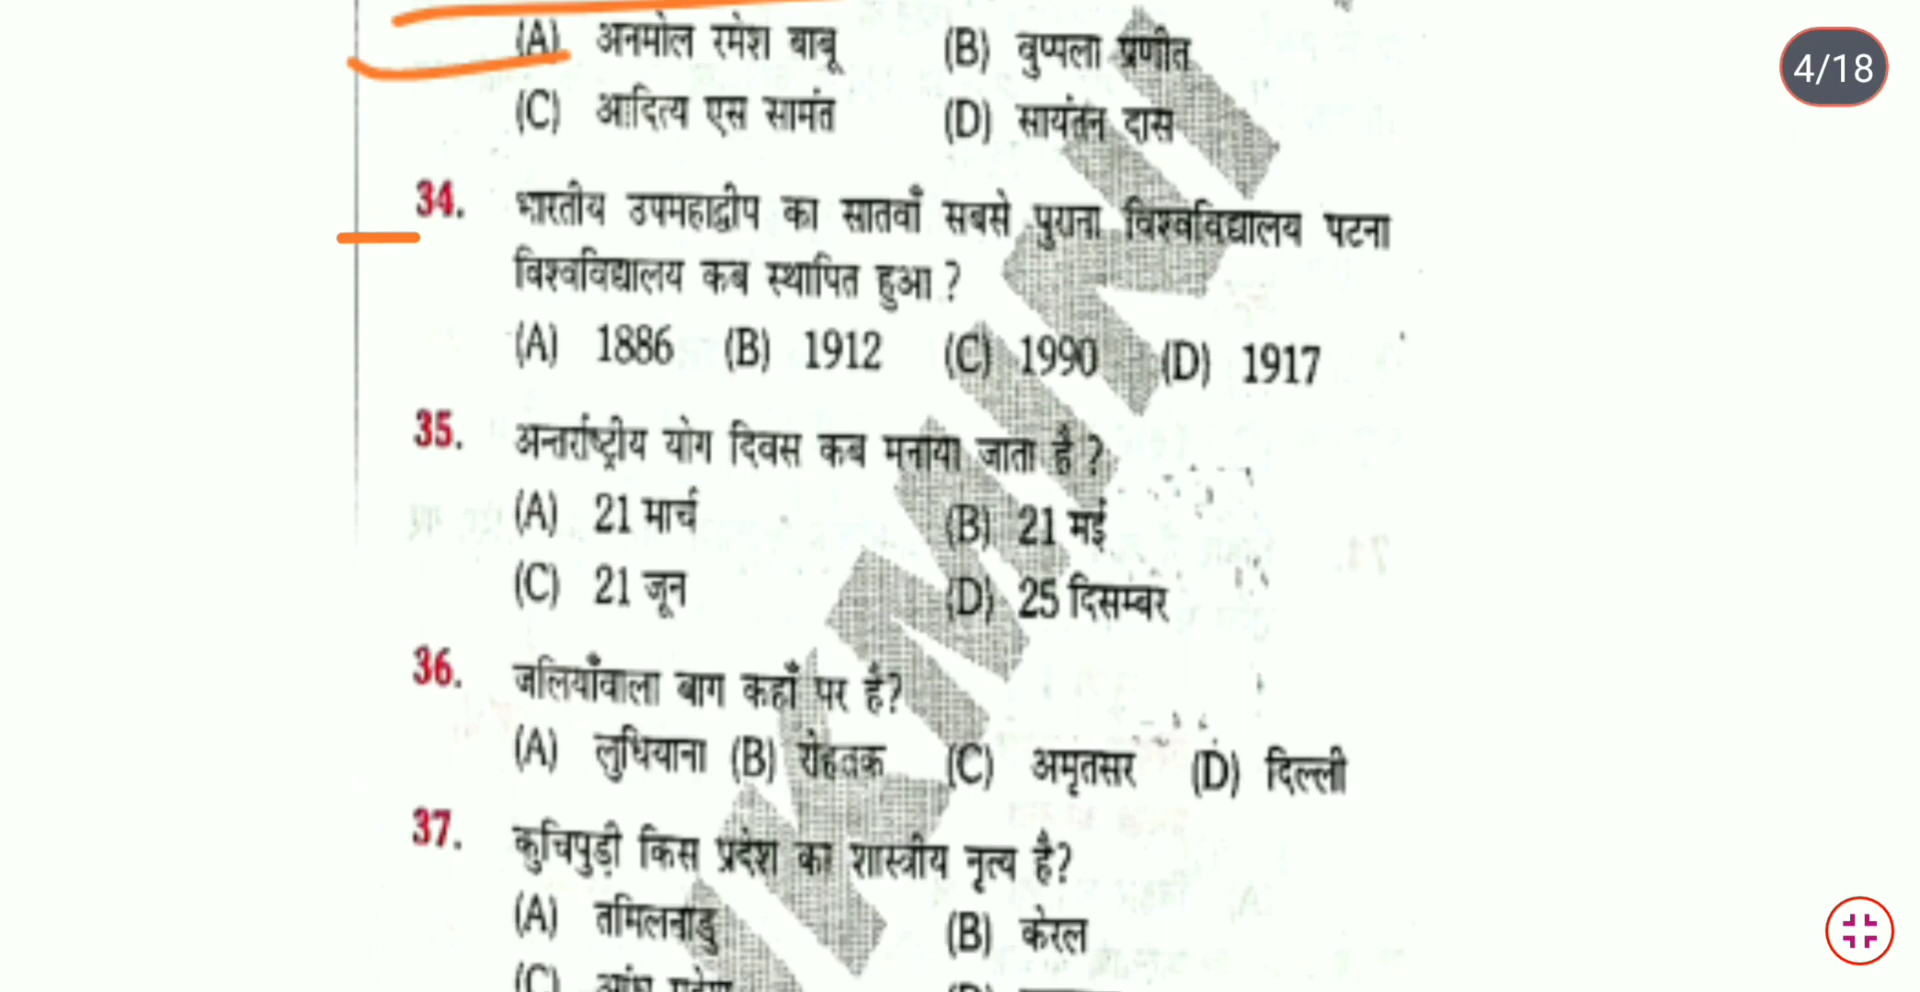 (A) अनमोल रमेश बाबू (B) वुप्पला प्रणीत
4/18
(C) आदित्य एस सामंत (D) सायंतन दास
34. भारतीय उपमहाद्वीप का सातवाँ सबसे पुराना विश्वविद्यालय पटना
विश्वविद्यालय कब स्थापित हुआ ?
(A) 1886 (B) 1912 (C) 1990 (D) 1917
35. अन्तर्राष्ट्रीय योग दिवस कब मनाया जाता है ?
(A) 21 मार्च (B) 21 मई
(C) 21 जून (D) 25 दिसम्बर
36. जलियाँवाला बाग कहाँ पर है?
(A) लुधियाना (B) रोहतक (C) अमृतसर (D) दिल्ली
37. कुचिपुड़ी किस प्रदेश का शास्त्रीय नृत्य है?
(A) तमिलनाडु (B) केरल
(C) आंध्र प्रदेश (D)